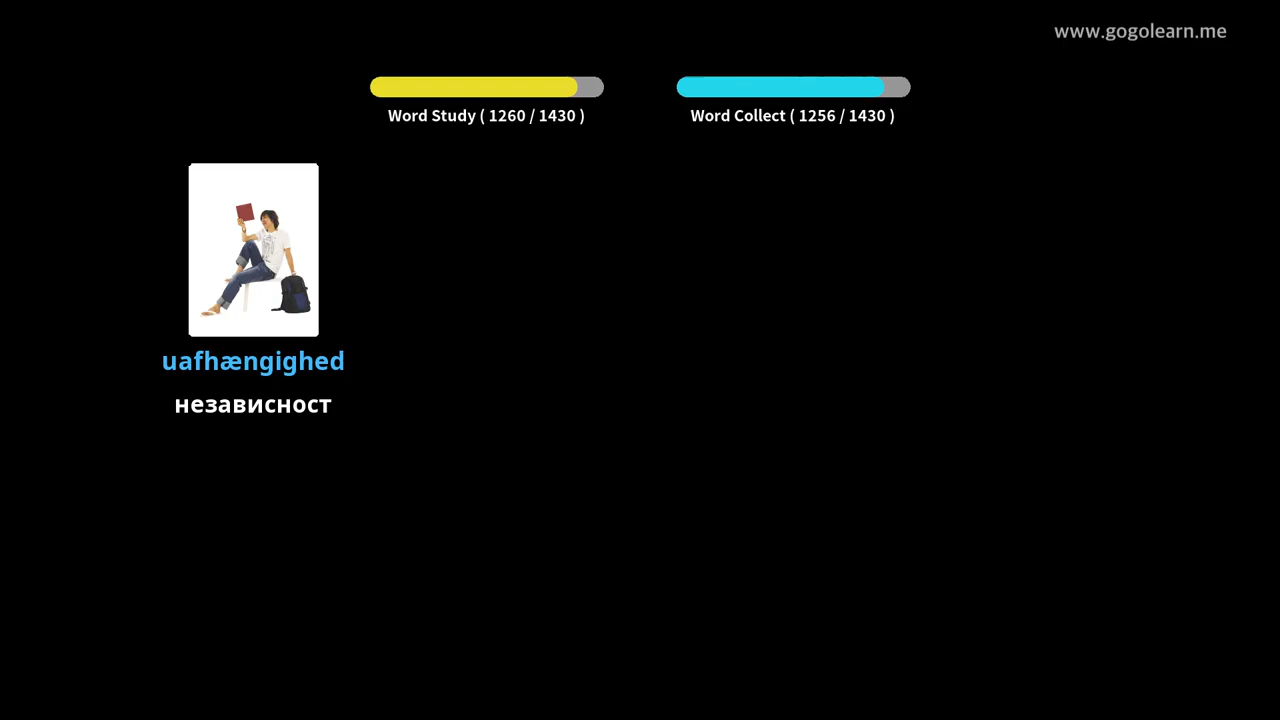 www.gogolearn.me
Word Study ( 1260 / 1430 )
Word Collect ( 1256 / 1430 )
uafhængighed
независност